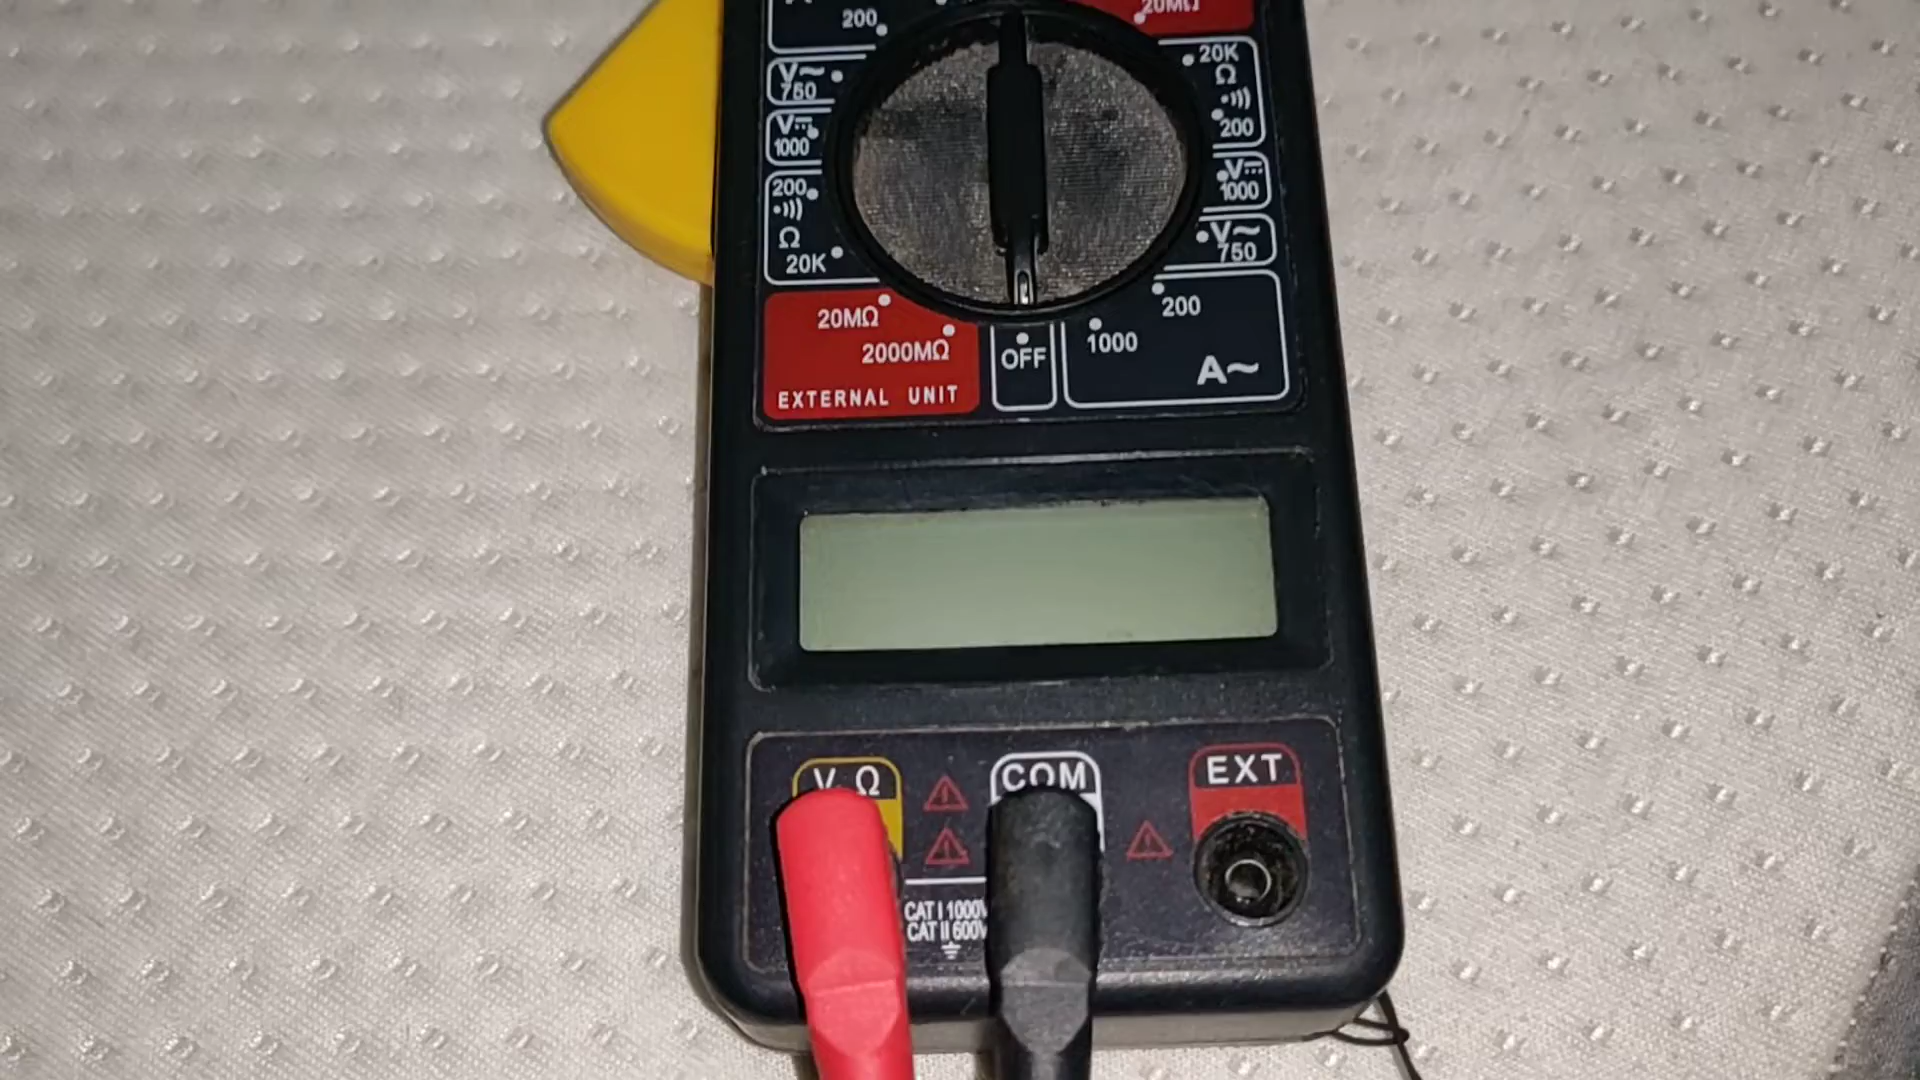 200
20MΩ
V~
750
V⎓
1000
200
•)))
Ω
20K
20MΩ
2000MΩ
EXTERNAL UNIT
OFF
20K
Ω
•)))
200
V⎓
1000
V~
750
200
1000
A~
V Ω
COM
EXT
CAT I 1000V
CAT II 600V